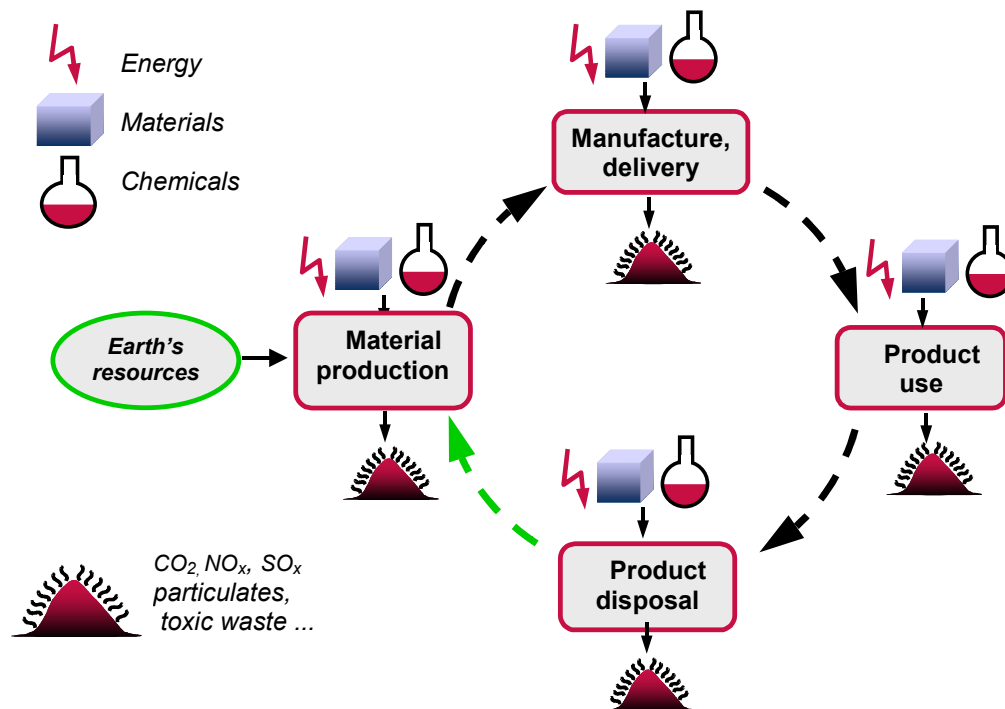 Energy
Materials
Chemicals
Manufacture,
delivery
Earth's
resources
Material
production
Product
use
Product
disposal
CO₂, NOₓ, SOₓ
particulates,
toxic waste ...